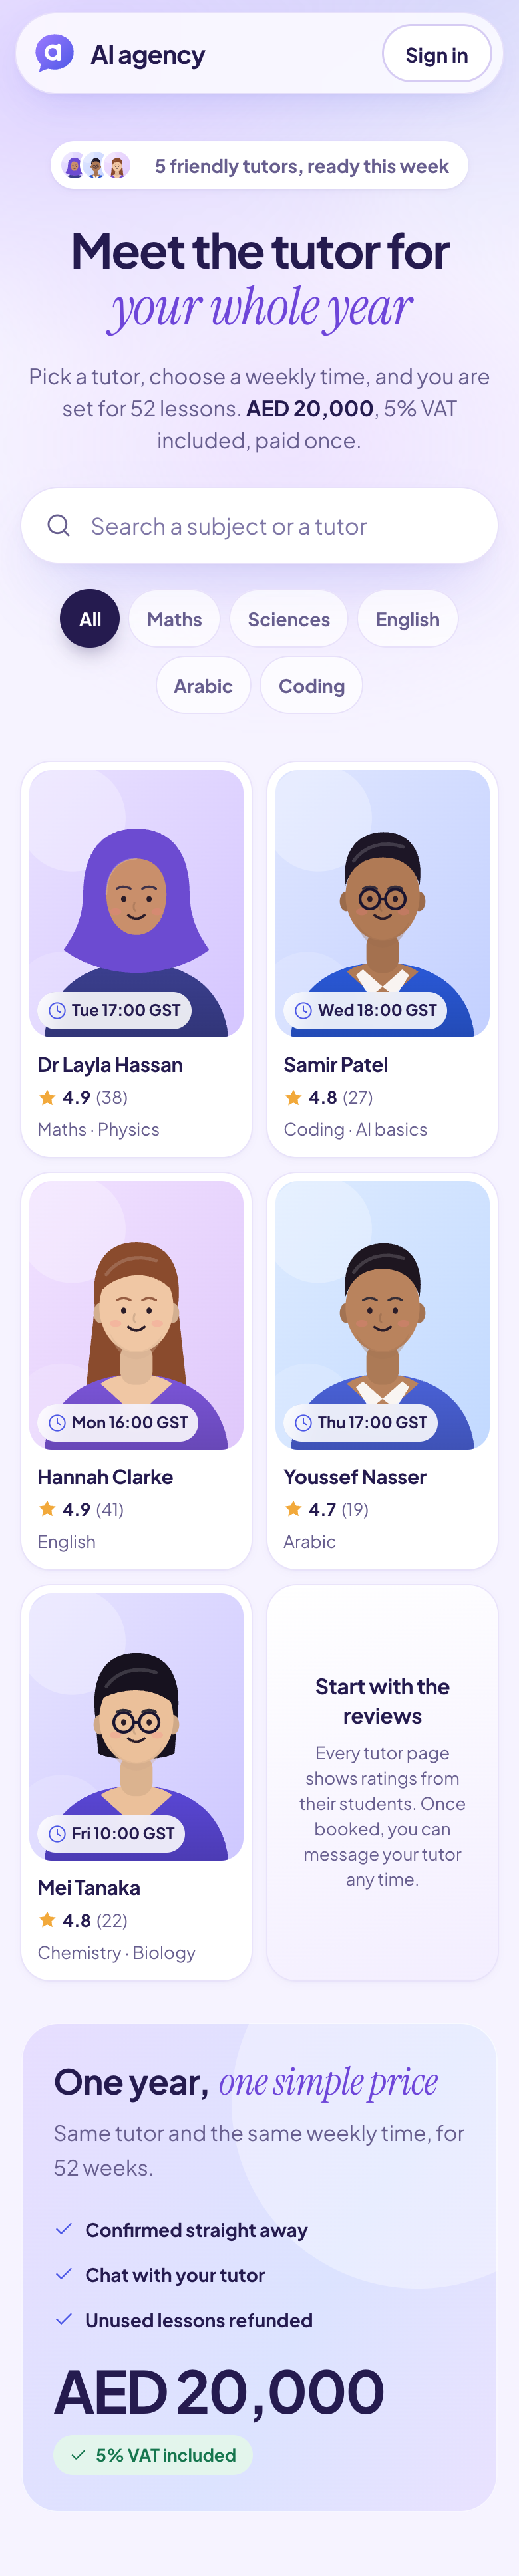 a AI agency
Sign in
5 friendly tutors, ready this week
Meet the tutor for
your whole year
Pick a tutor, choose a weekly time, and you are
set for 52 lessons. AED 20,000, 5% VAT
included, paid once.
Search a subject or a tutor
All Maths Sciences English
Arabic Coding
Tue 17:00 GST
Dr Layla Hassan
4.9 (38)
Maths · Physics
Wed 18:00 GST
Samir Patel
4.8 (27)
Coding · AI basics
Mon 16:00 GST
Hannah Clarke
4.9 (41)
English
Thu 17:00 GST
Youssef Nasser
4.7 (19)
Arabic
Fri 10:00 GST
Mei Tanaka
4.8 (22)
Chemistry · Biology
Start with the
reviews
Every tutor page
shows ratings from
their students. Once
booked, you can
message your tutor
any time.
One year, one simple price
Same tutor and the same weekly time, for
52 weeks.
Confirmed straight away
Chat with your tutor
Unused lessons refunded
AED 20,000
5% VAT included